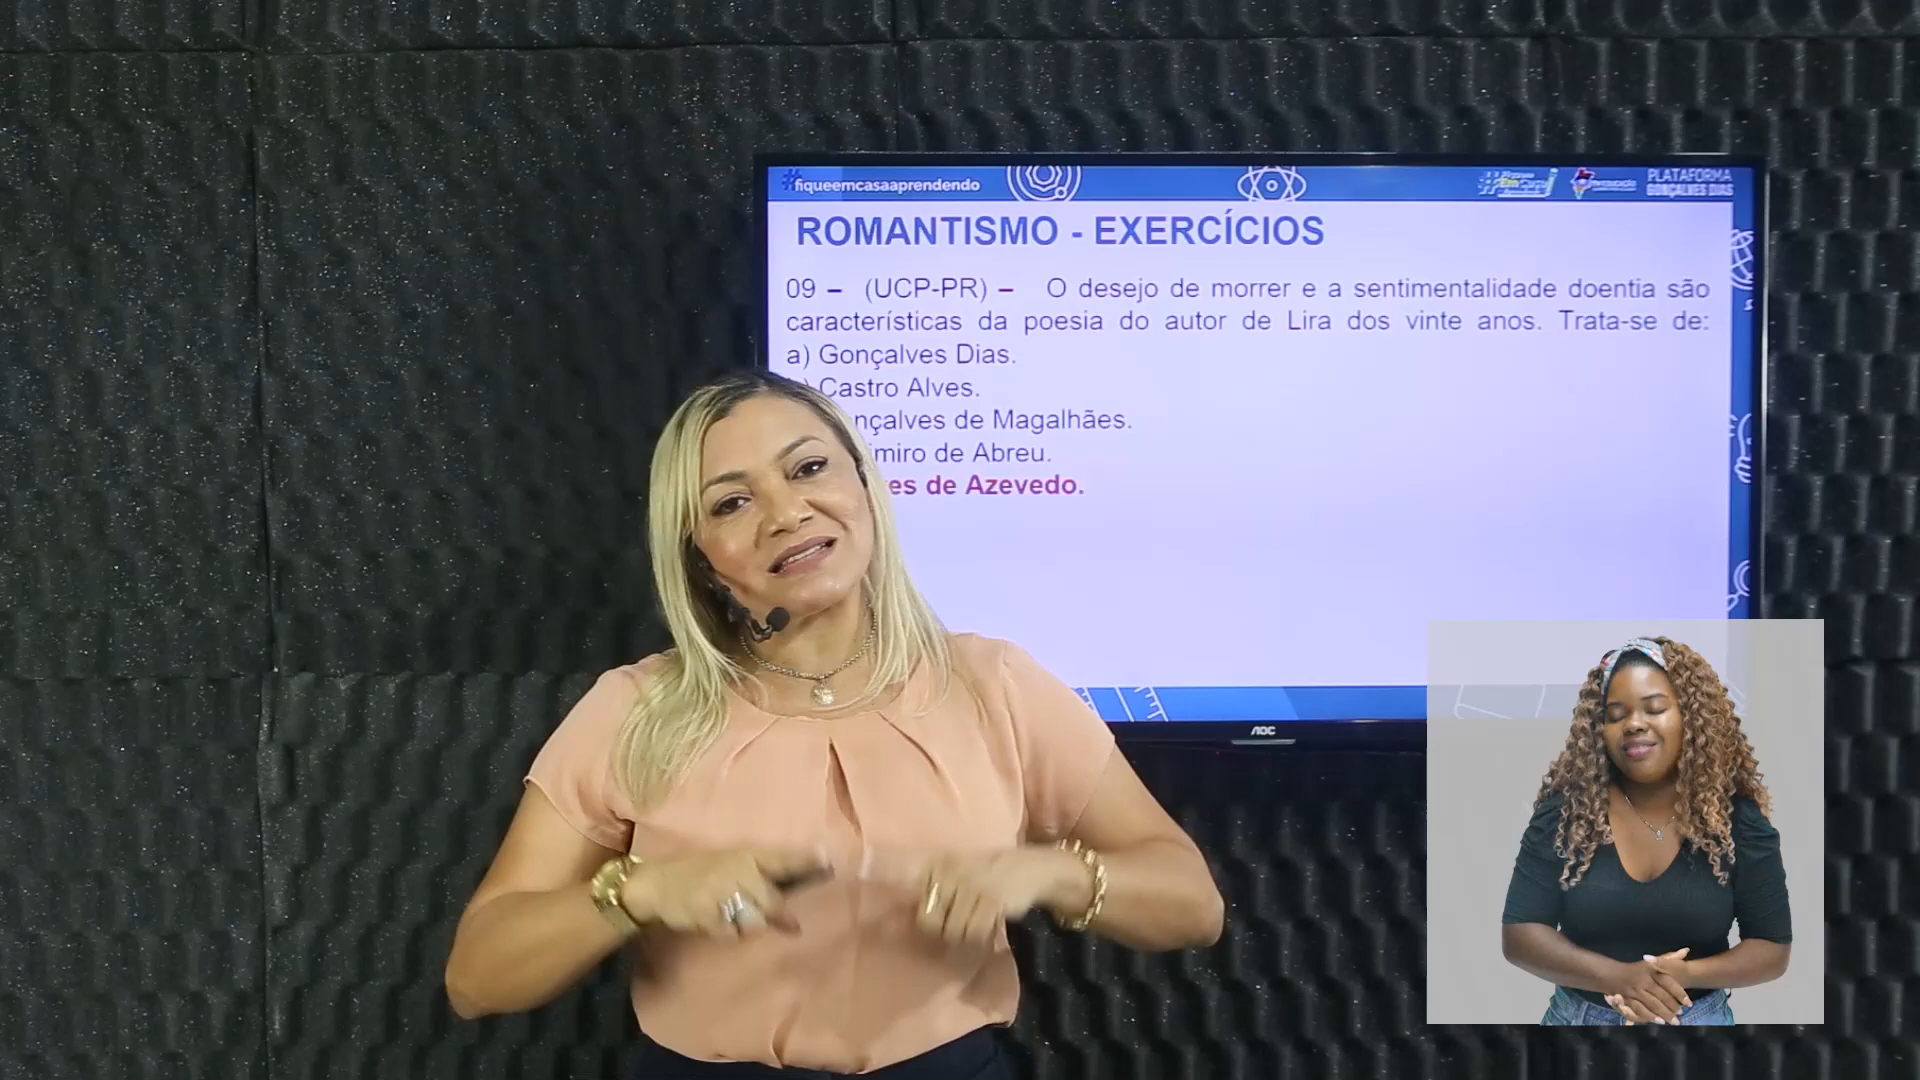 #fiqueemcasaaprendendo
PLATAFORMA
GONÇALVES DIAS
ROMANTISMO - EXERCÍCIOS
09 – (UCP-PR) – O desejo de morrer e a sentimentalidade doentia são
características da poesia do autor de Lira dos vinte anos. Trata-se de:
a) Gonçalves Dias.
) Castro Alves.
nçalves de Magalhães.
imiro de Abreu.
es de Azevedo.
AOC